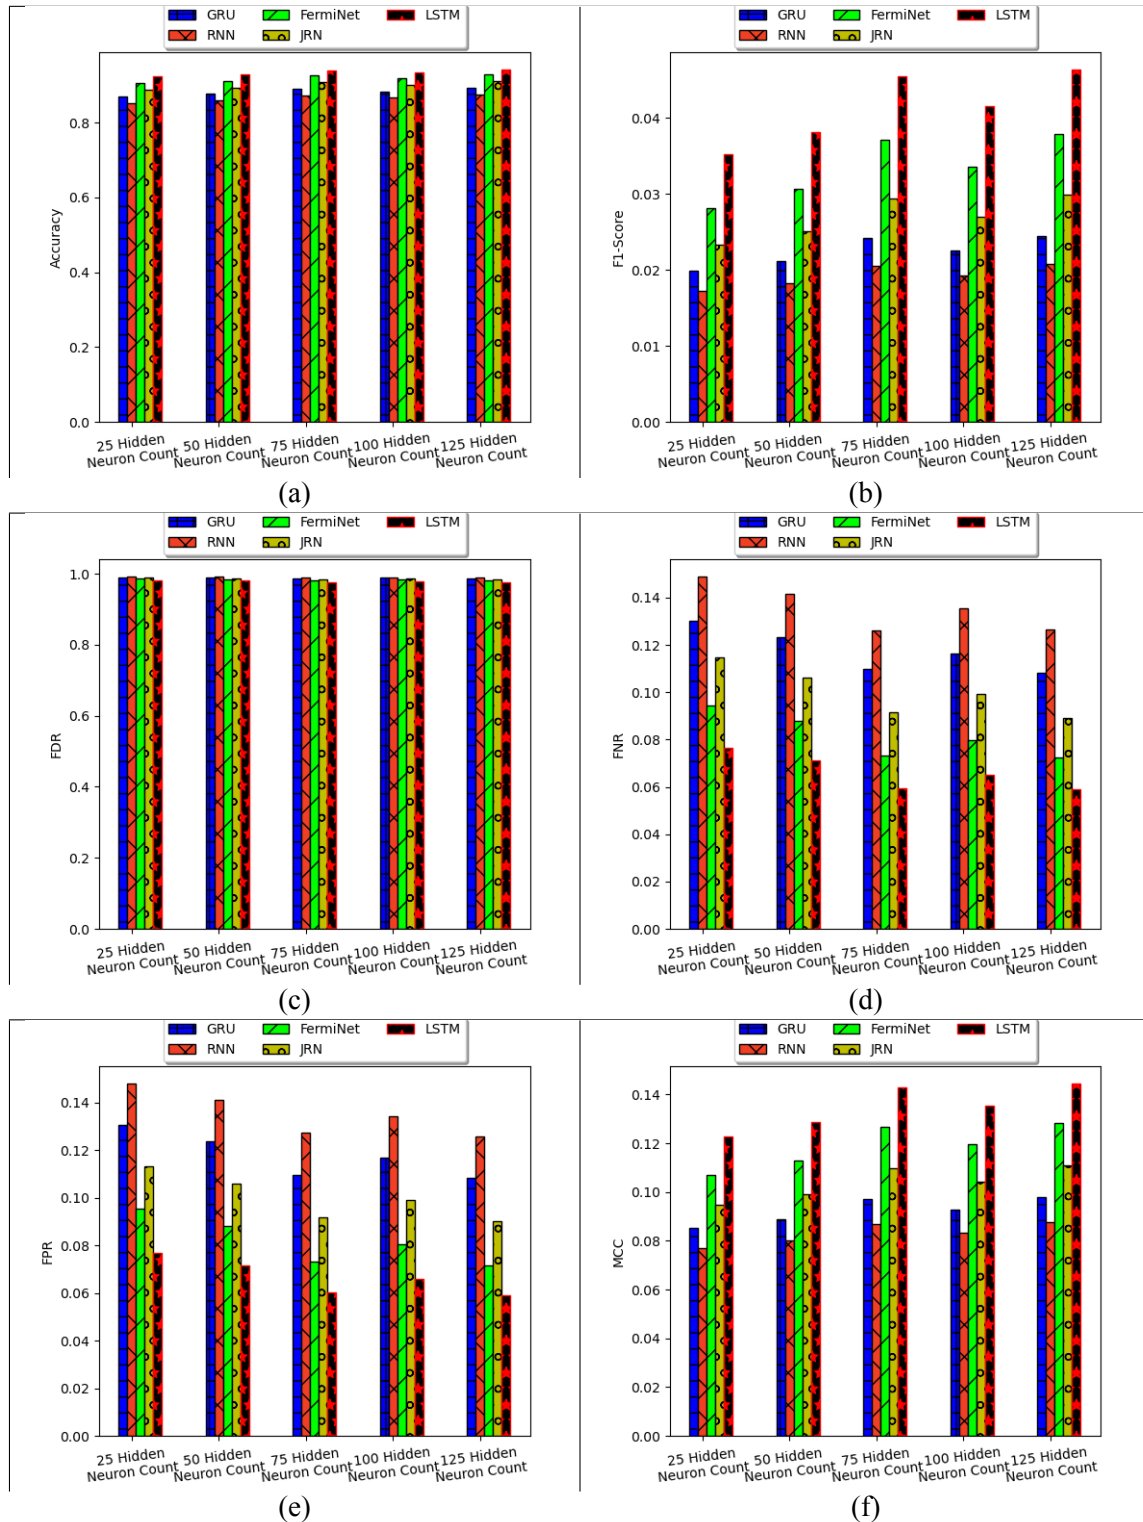 GRU FermiNet LSTM
RNN JRN
Accuracy
0.8
0.6
0.4
0.2
0.0
25 Hidden Neuron Count
50 Hidden Neuron Count
75 Hidden Neuron Count
100 Hidden Neuron Count
125 Hidden Neuron Count
(a)
GRU FermiNet LSTM
RNN JRN
F1-Score
0.04
0.03
0.02
0.01
0.00
25 Hidden Neuron Count
50 Hidden Neuron Count
75 Hidden Neuron Count
100 Hidden Neuron Count
125 Hidden Neuron Count
(b)
GRU FermiNet LSTM
RNN JRN
FDR
1.0
0.8
0.6
0.4
0.2
0.0
25 Hidden Neuron Count
50 Hidden Neuron Count
75 Hidden Neuron Count
100 Hidden Neuron Count
125 Hidden Neuron Count
(c)
GRU FermiNet LSTM
RNN JRN
FNR
0.14
0.12
0.10
0.08
0.06
0.04
0.02
0.00
25 Hidden Neuron Count
50 Hidden Neuron Count
75 Hidden Neuron Count
100 Hidden Neuron Count
125 Hidden Neuron Count
(d)
GRU FermiNet LSTM
RNN JRN
FPR
0.14
0.12
0.10
0.08
0.06
0.04
0.02
0.00
25 Hidden Neuron Count
50 Hidden Neuron Count
75 Hidden Neuron Count
100 Hidden Neuron Count
125 Hidden Neuron Count
(e)
GRU FermiNet LSTM
RNN JRN
MCC
0.14
0.12
0.10
0.08
0.06
0.04
0.02
0.00
25 Hidden Neuron Count
50 Hidden Neuron Count
75 Hidden Neuron Count
100 Hidden Neuron Count
125 Hidden Neuron Count
(f)